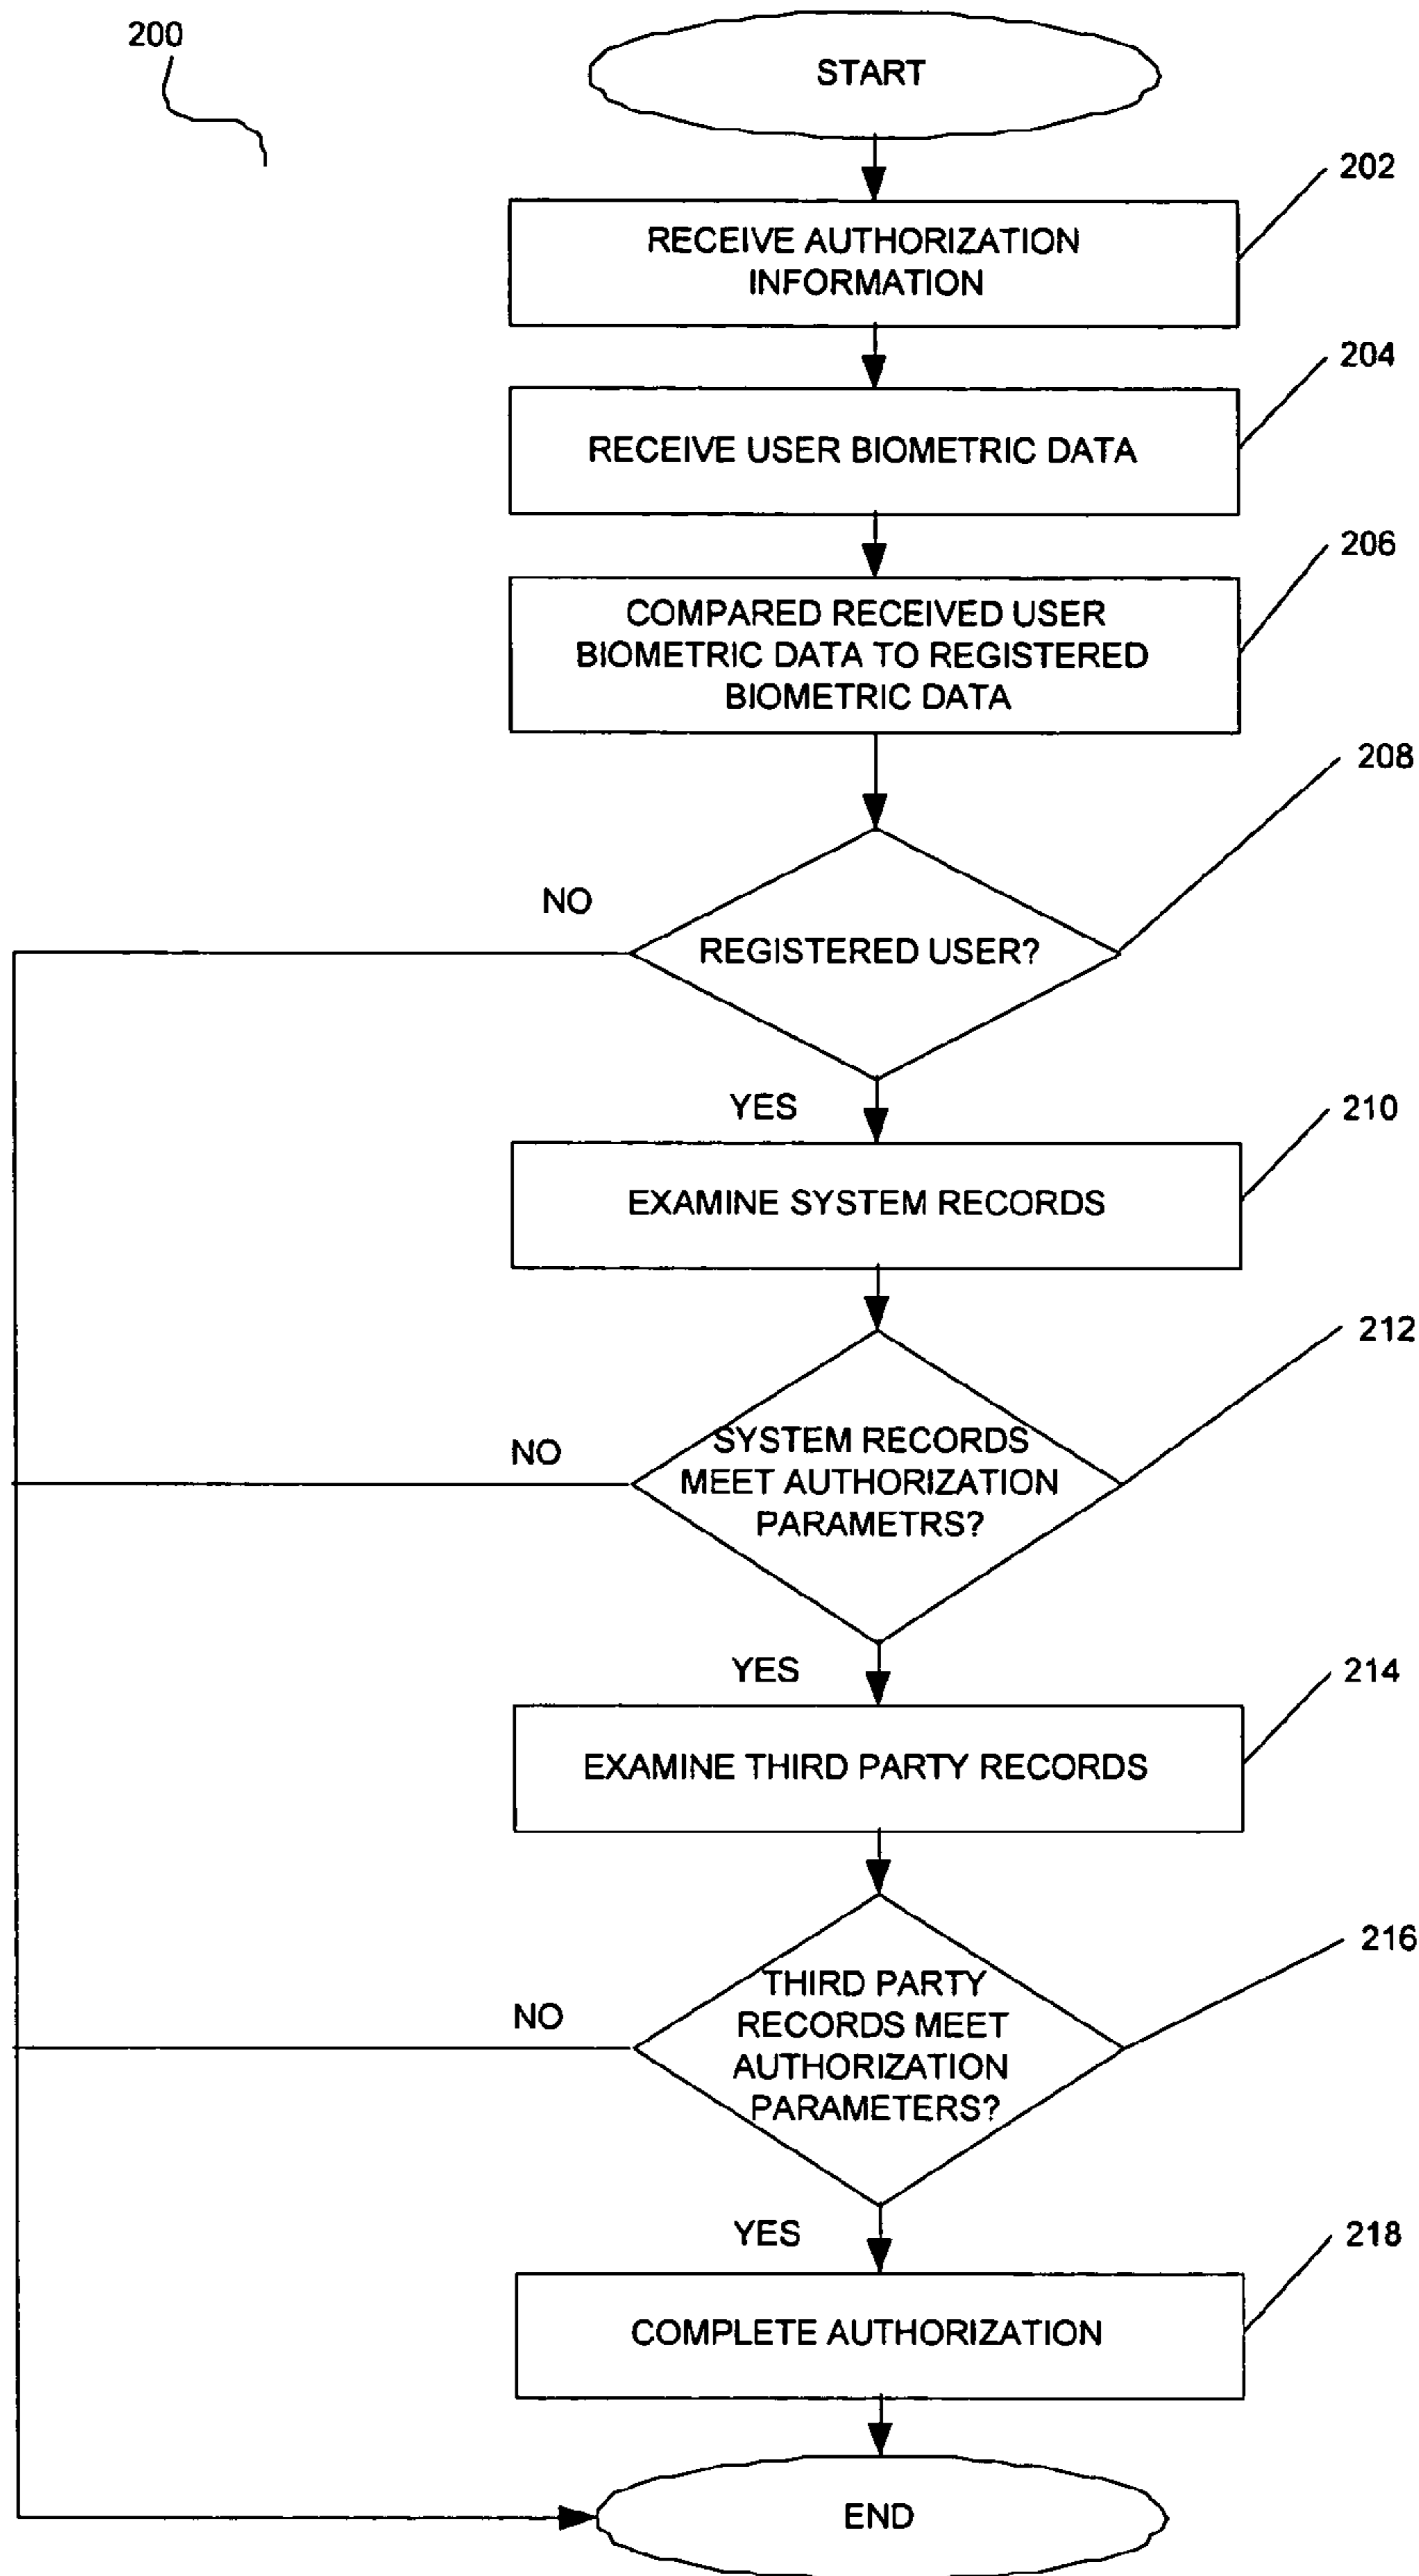 200
START
202
RECEIVE AUTHORIZATION
INFORMATION
204
RECEIVE USER BIOMETRIC DATA
206
COMPARED RECEIVED USER
BIOMETRIC DATA TO REGISTERED
BIOMETRIC DATA
208
NO
REGISTERED USER?
YES
210
EXAMINE SYSTEM RECORDS
212
NO
SYSTEM RECORDS
MEET AUTHORIZATION
PARAMETRS?
YES
214
EXAMINE THIRD PARTY RECORDS
216
NO
THIRD PARTY
RECORDS MEET
AUTHORIZATION
PARAMETERS?
YES
218
COMPLETE AUTHORIZATION
END